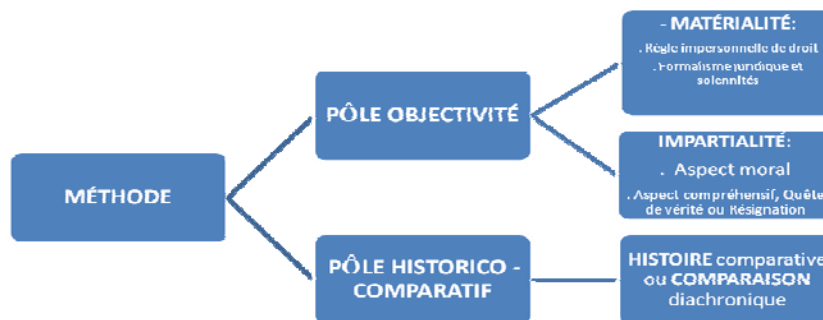 - MATÉRIALITÉ:
. Règle impersonnelle de droit
. Formalisme juridique et
solennités
PÔLE OBJECTIVITÉ
IMPARTIALITÉ:
. Aspect moral
. Aspect compréhensif, Quête
de vérité ou Résignation
MÉTHODE
PÔLE HISTORICO -
COMPARATIF
HISTOIRE comparative
ou COMPARAISON
diachronique